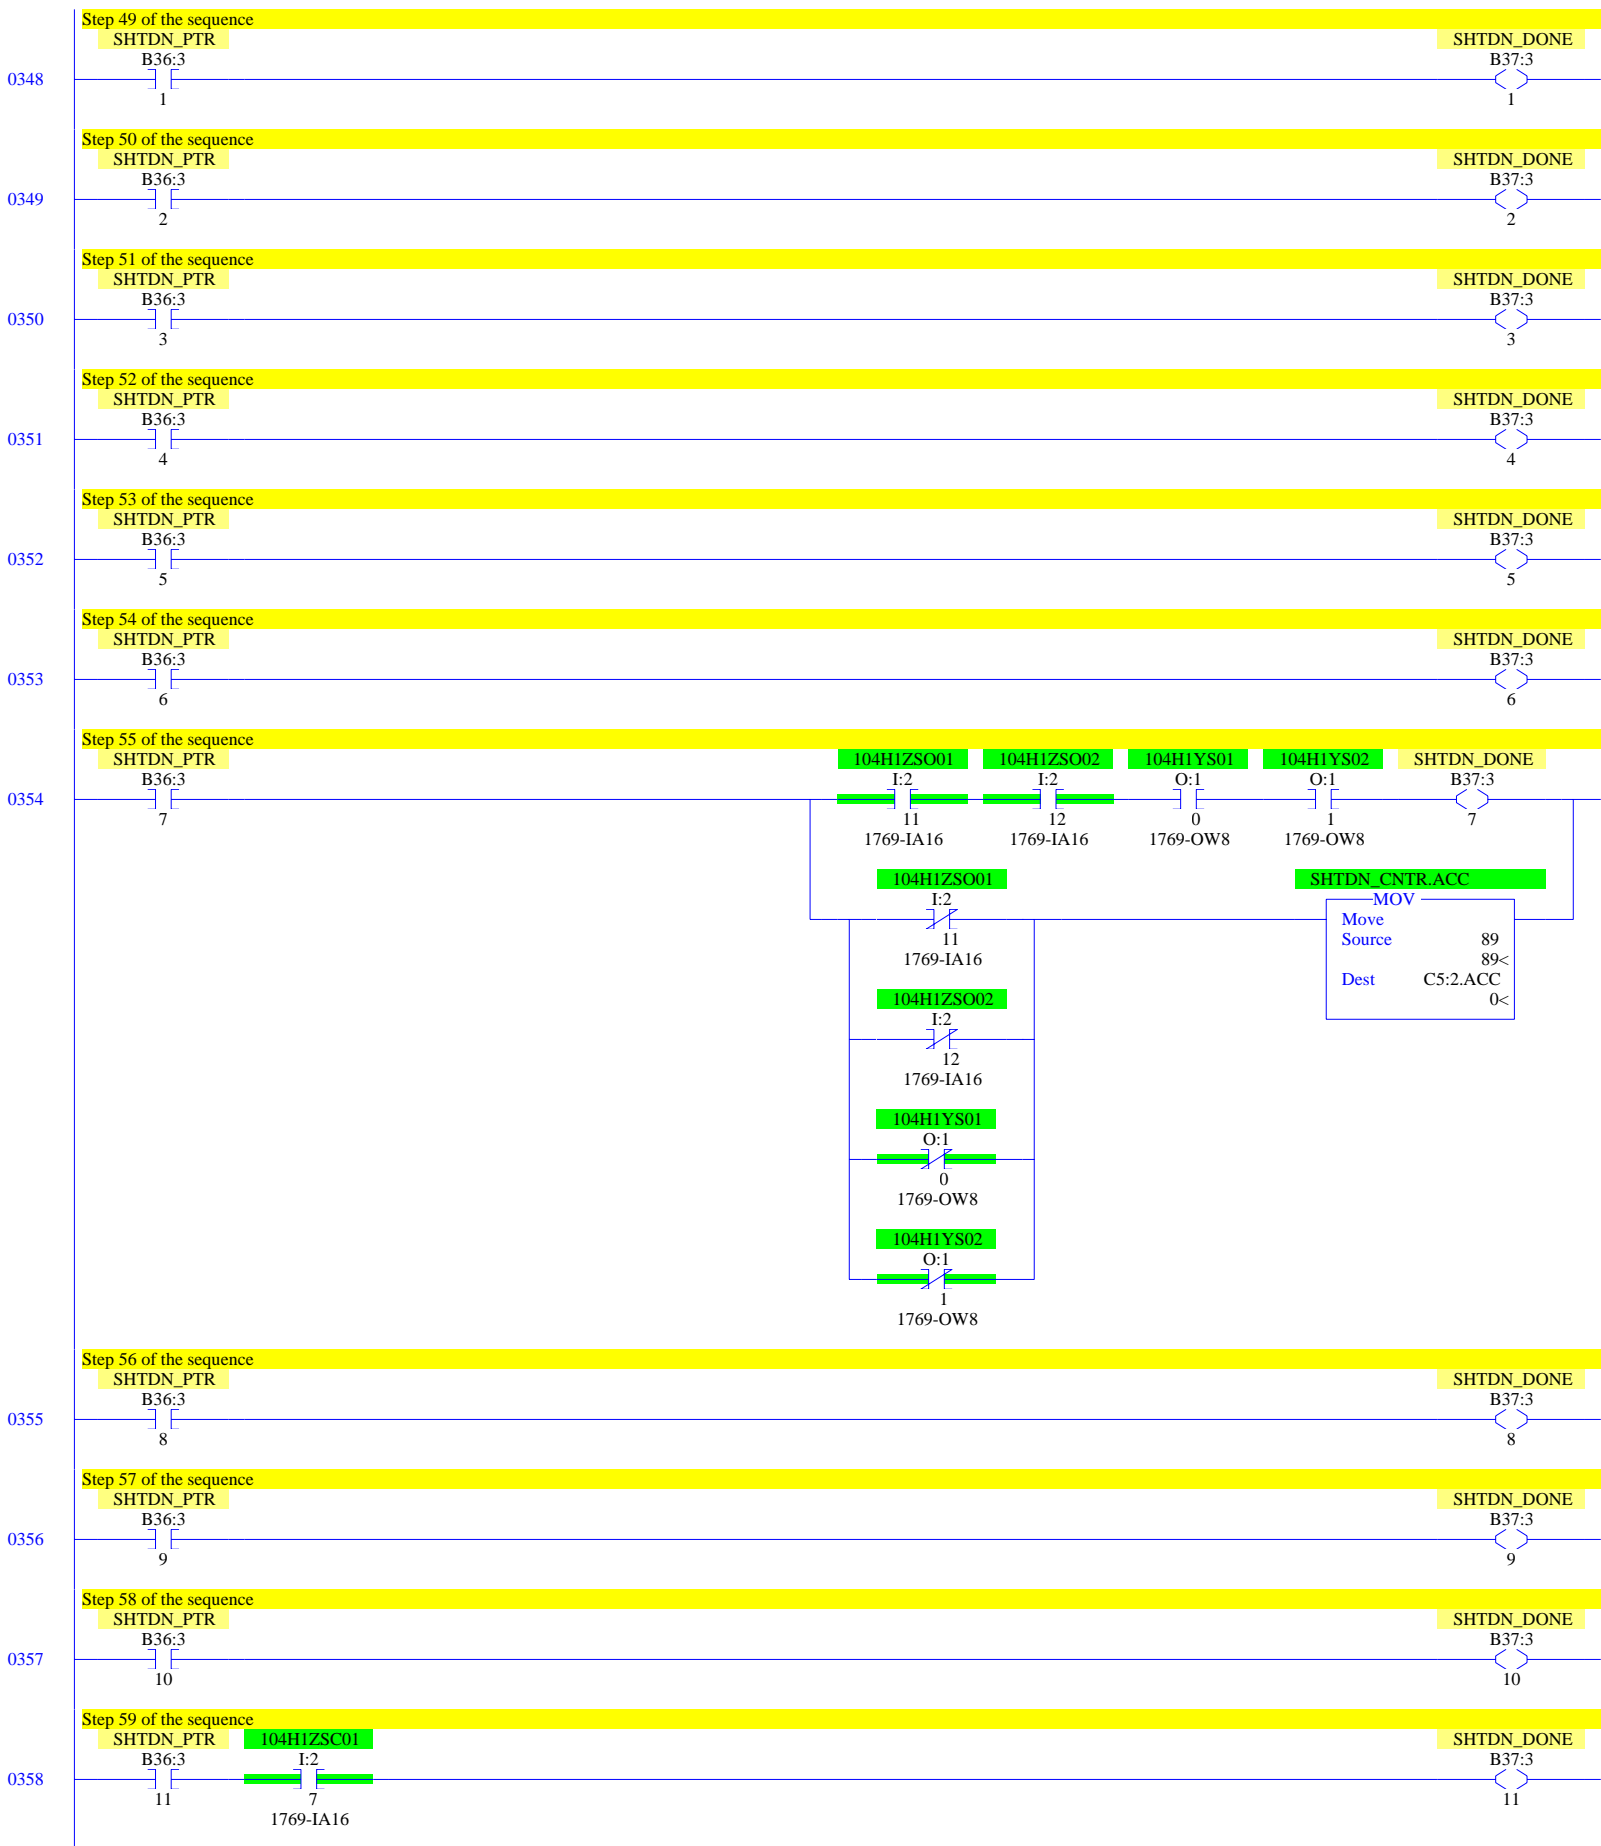 Step 49 of the sequence
SHTDN_PTR SHTDN_DONE
B36:3 B37:3
0348
1 1
Step 50 of the sequence
SHTDN_PTR SHTDN_DONE
B36:3 B37:3
0349
2 2
Step 51 of the sequence
SHTDN_PTR SHTDN_DONE
B36:3 B37:3
0350
3 3
Step 52 of the sequence
SHTDN_PTR SHTDN_DONE
B36:3 B37:3
0351
4 4
Step 53 of the sequence
SHTDN_PTR SHTDN_DONE
B36:3 B37:3
0352
5 5
Step 54 of the sequence
SHTDN_PTR SHTDN_DONE
B36:3 B37:3
0353
6 6
Step 55 of the sequence
SHTDN_PTR 104H1ZSO01 104H1ZSO02 104H1YS01 104H1YS02 SHTDN_DONE
B36:3 I:2 I:2 O:1 O:1 B37:3
0354
7 11 12 0 1 7
1769-IA16 1769-IA16 1769-OW8 1769-OW8
104H1ZSO01 SHTDN_CNTR.ACC
I:2 MOV
Move
11 Source 89
1769-IA16 89<
Dest C5:2.ACC
104H1ZSO02 0<
I:2
12
1769-IA16
104H1YS01
O:1
0
1769-OW8
104H1YS02
O:1
1
1769-OW8
Step 56 of the sequence
SHTDN_PTR SHTDN_DONE
B36:3 B37:3
0355
8 8
Step 57 of the sequence
SHTDN_PTR SHTDN_DONE
B36:3 B37:3
0356
9 9
Step 58 of the sequence
SHTDN_PTR SHTDN_DONE
B36:3 B37:3
0357
10 10
Step 59 of the sequence
SHTDN_PTR 104H1ZSC01 SHTDN_DONE
B36:3 I:2 B37:3
0358
11 7 11
1769-IA16